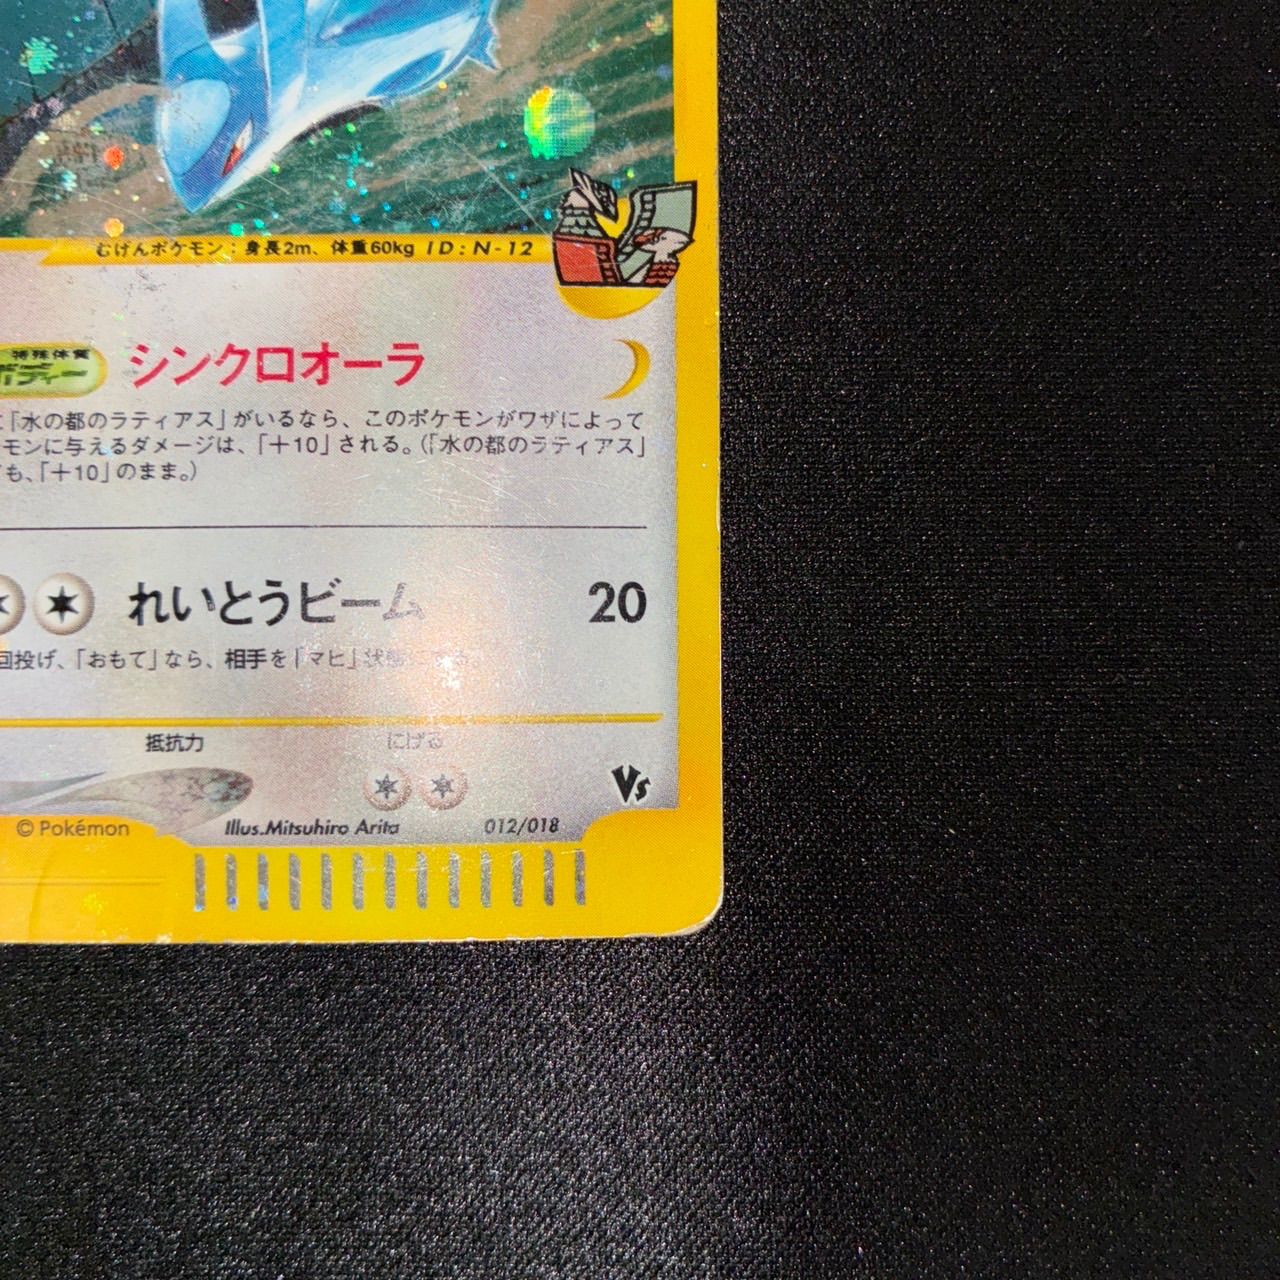 むげんポケモン：身長2m、体重60kg ID：N-12
特殊体質
ボディー シンクロオーラ
「水の都のラティアス」がいるなら、このポケモンがワザによって
モンに与えるダメージは、「＋10」される。（「水の都のラティアス」
も、「＋10」のまま。）
れいとうビーム 20
回投げ、「おもて」なら、相手を「マヒ」状態にする。
抵抗力 にげる
Vs
© Pokémon Illus.Mitsuhiro Arita 012/018